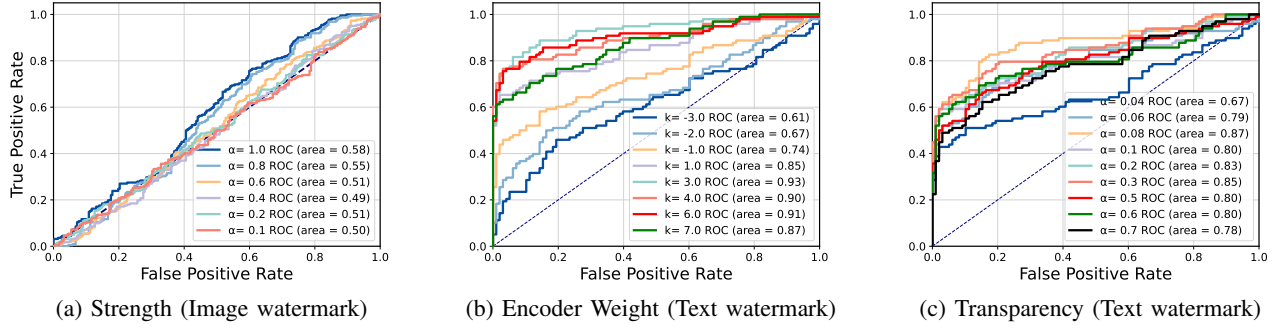 True Positive Rate
1.0
0.8
0.6
0.4
0.2
0.0
α= 1.0 ROC (area = 0.58)
α= 0.8 ROC (area = 0.55)
α= 0.6 ROC (area = 0.51)
α= 0.4 ROC (area = 0.49)
α= 0.2 ROC (area = 0.51)
α= 0.1 ROC (area = 0.50)
0.0 0.2 0.4 0.6 0.8 1.0
False Positive Rate
(a) Strength (Image watermark)
1.0
0.8
0.6
0.4
0.2
0.0
k= -3.0 ROC (area = 0.61)
k= -2.0 ROC (area = 0.67)
k= -1.0 ROC (area = 0.74)
k= 1.0 ROC (area = 0.85)
k= 3.0 ROC (area = 0.93)
k= 4.0 ROC (area = 0.90)
k= 6.0 ROC (area = 0.91)
k= 7.0 ROC (area = 0.87)
0.0 0.2 0.4 0.6 0.8 1.0
False Positive Rate
(b) Encoder Weight (Text watermark)
1.0
0.8
0.6
0.4
0.2
0.0
α= 0.04 ROC (area = 0.67)
α= 0.06 ROC (area = 0.79)
α= 0.08 ROC (area = 0.87)
α= 0.1 ROC (area = 0.80)
α= 0.2 ROC (area = 0.83)
α= 0.3 ROC (area = 0.85)
α= 0.5 ROC (area = 0.80)
α= 0.6 ROC (area = 0.80)
α= 0.7 ROC (area = 0.78)
0.0 0.2 0.4 0.6 0.8 1.0
False Positive Rate
(c) Transparency (Text watermark)